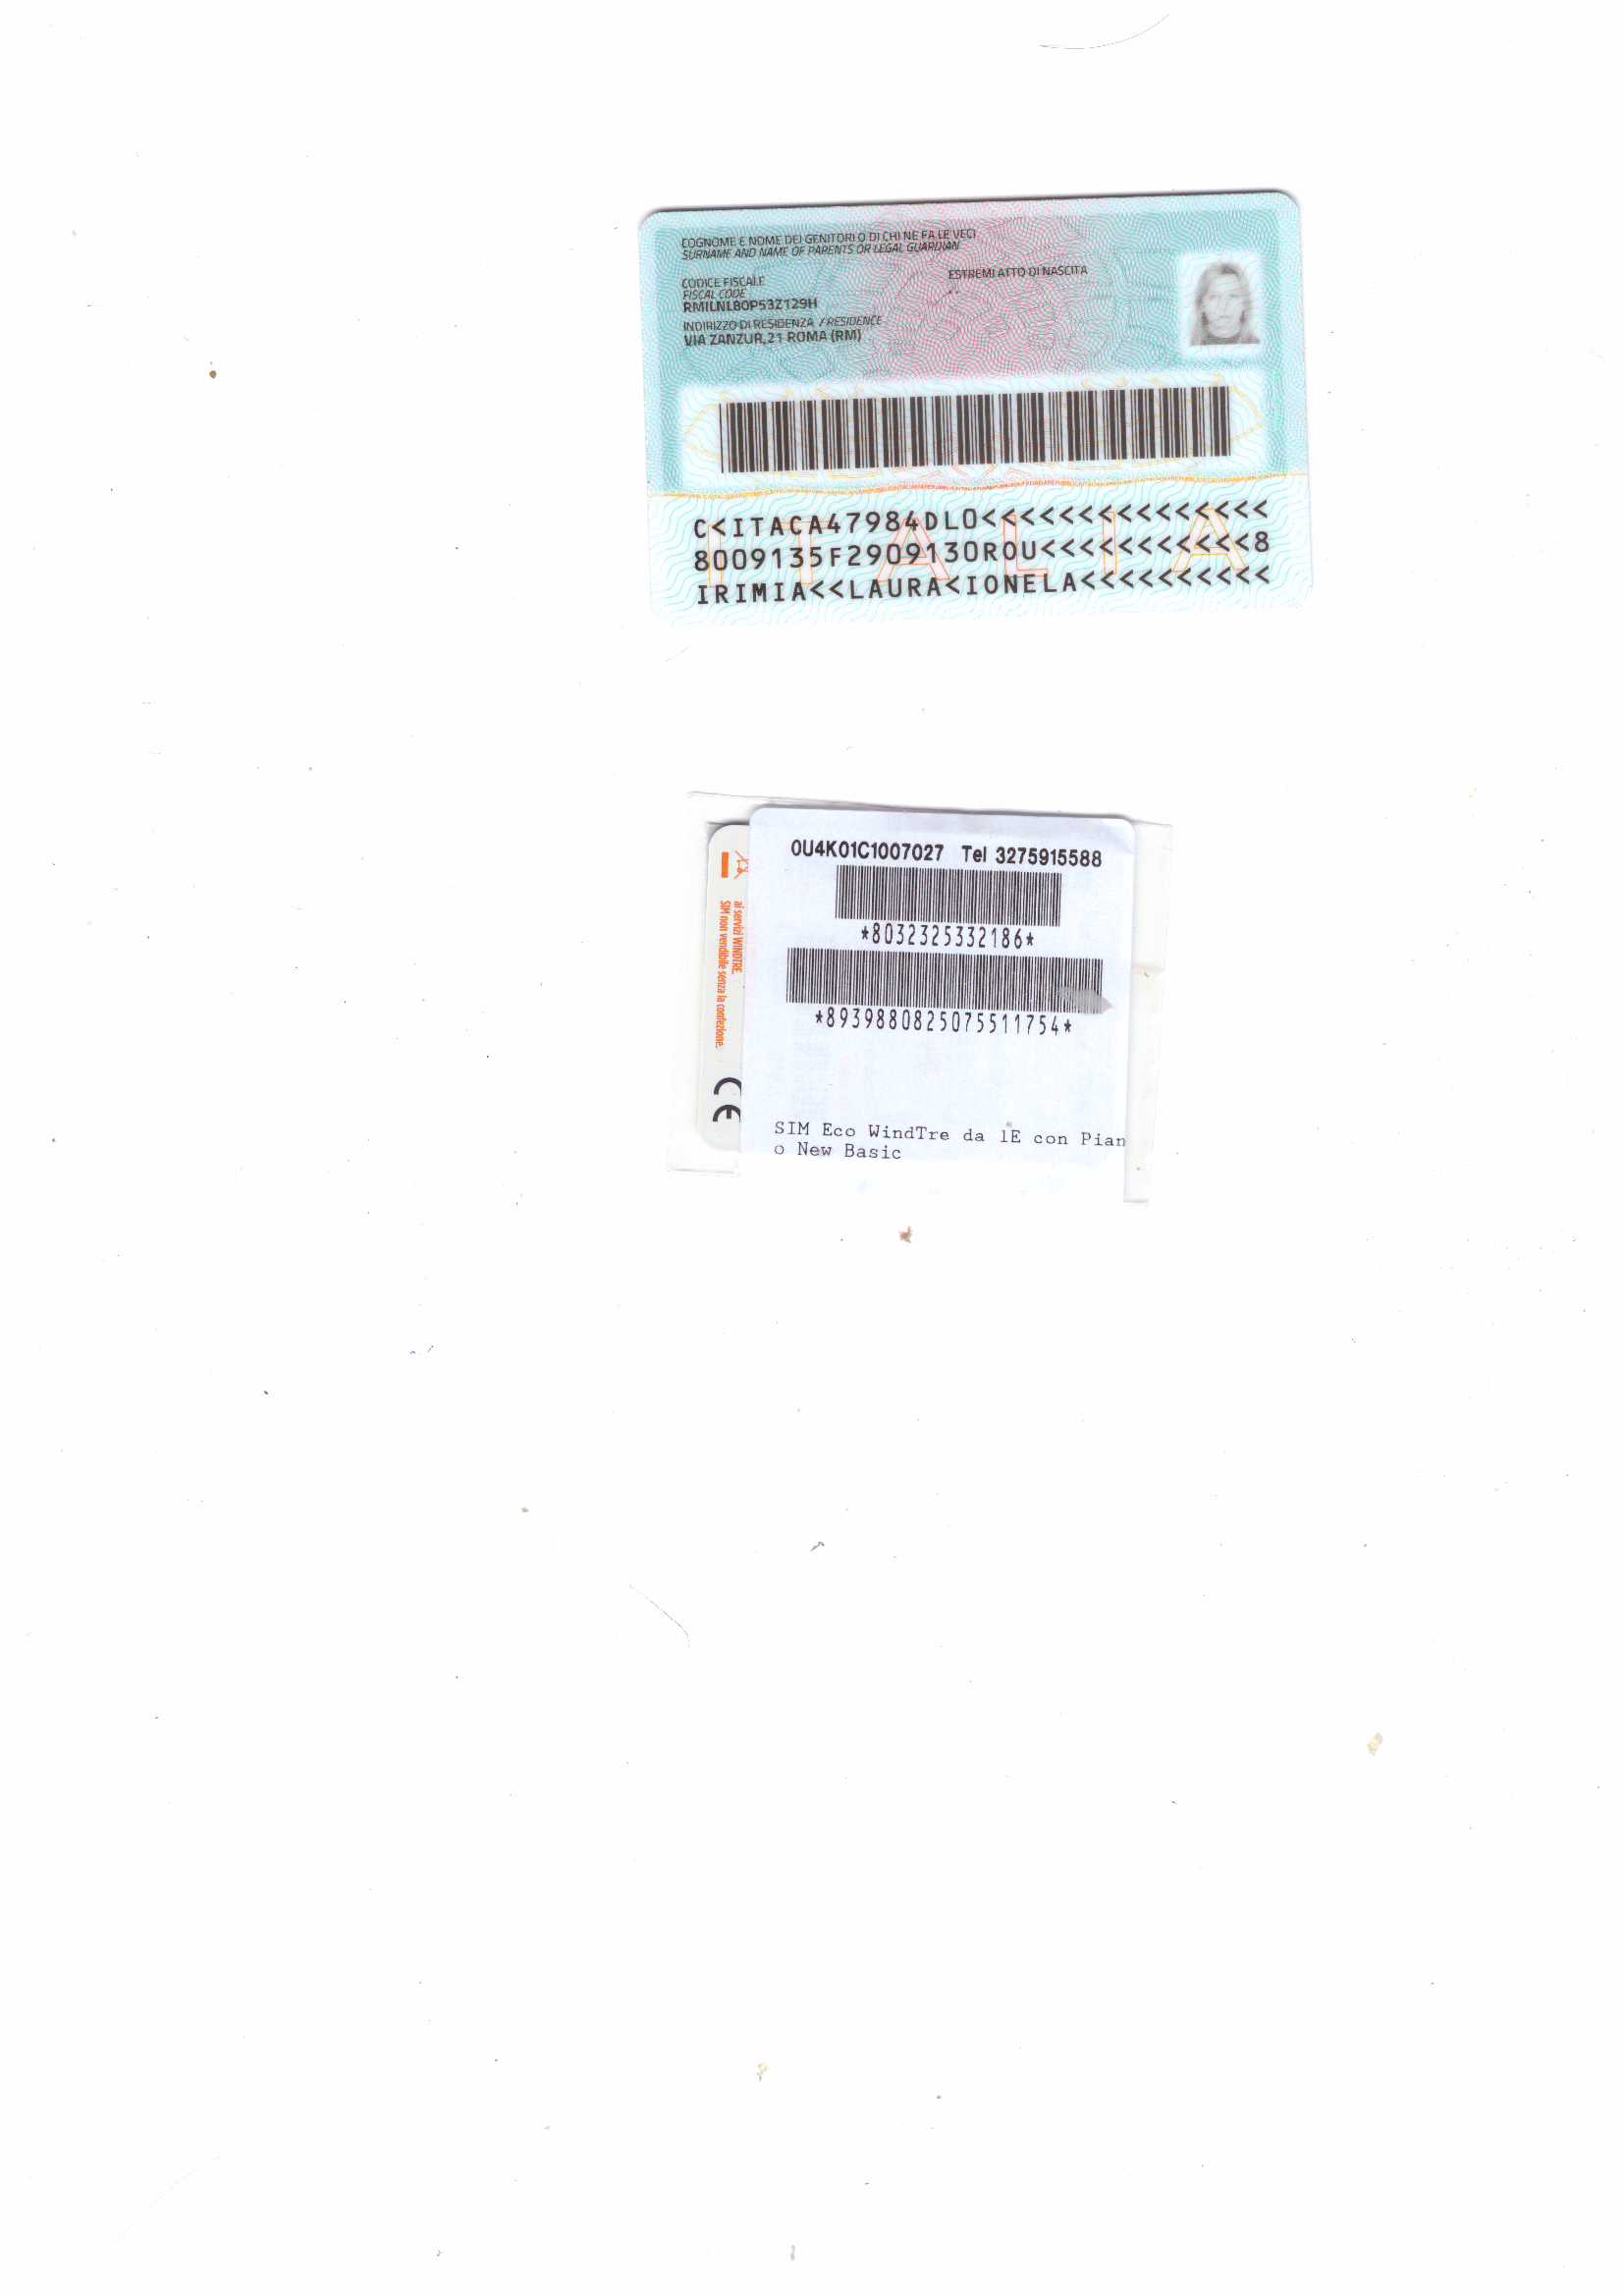 COGNOME E NOME DEI GENITORI O DI CHI NE FA LE VECI
SURNAME AND NAME OF PARENTS OR LEGAL GUARDIAN
CODICE FISCALE
ESTREMI ATTO DI NASCITA
FISCAL CODE
RMILNL80P53Z129H
INDIRIZZO DI RESIDENZA / RESIDENCE
VIA ZANZUR,21 ROMA (RM)
C<ITACA47984DL0<<<<<<<<<<<<<<<
8009135F2909130ROU<<<<<<<<<<<8
IRIMIA<<LAURA<IONELA<<<<<<<<<<
ITALIA
0U4K01C1007027 Tel 3275915588
*8032325332186*
*8939880825075511754*
SIM Eco WindTre da 1E con Pian
o New Basic
ai servizi WINDTRE.
SIM non vendibile senza la confezione.
CE